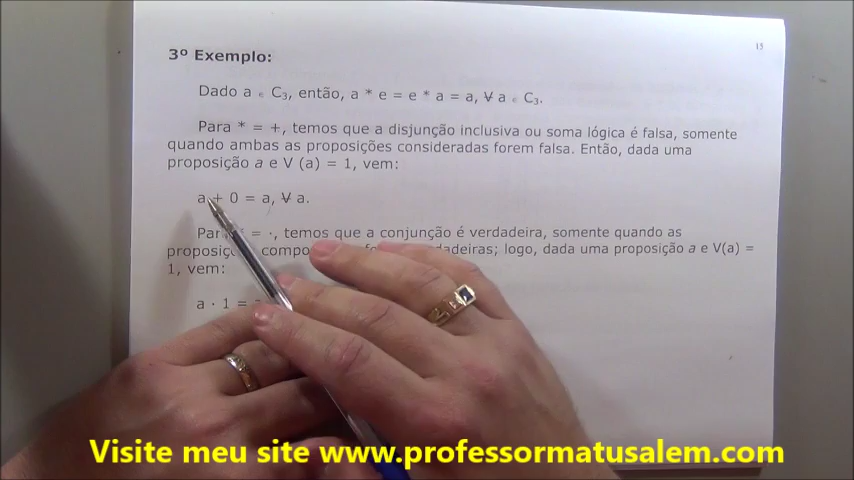 15
3º Exemplo:
Dado a ∈ C₃, então, a * e = e * a = a, ∀ a ∈ C₃.
Para * = +, temos que a disjunção inclusiva ou soma lógica é falsa, somente
quando ambas as proposições consideradas forem falsa. Então, dada uma
proposição a e V (a) = 1, vem:
a + 0 = a, ∀ a.
= ·, temos que a conjunção é verdadeira, somente quando as
logo, dada uma proposição a e V(a) =
1, vem:
a · 1 =
Visite meu site www.professormatusalem.com